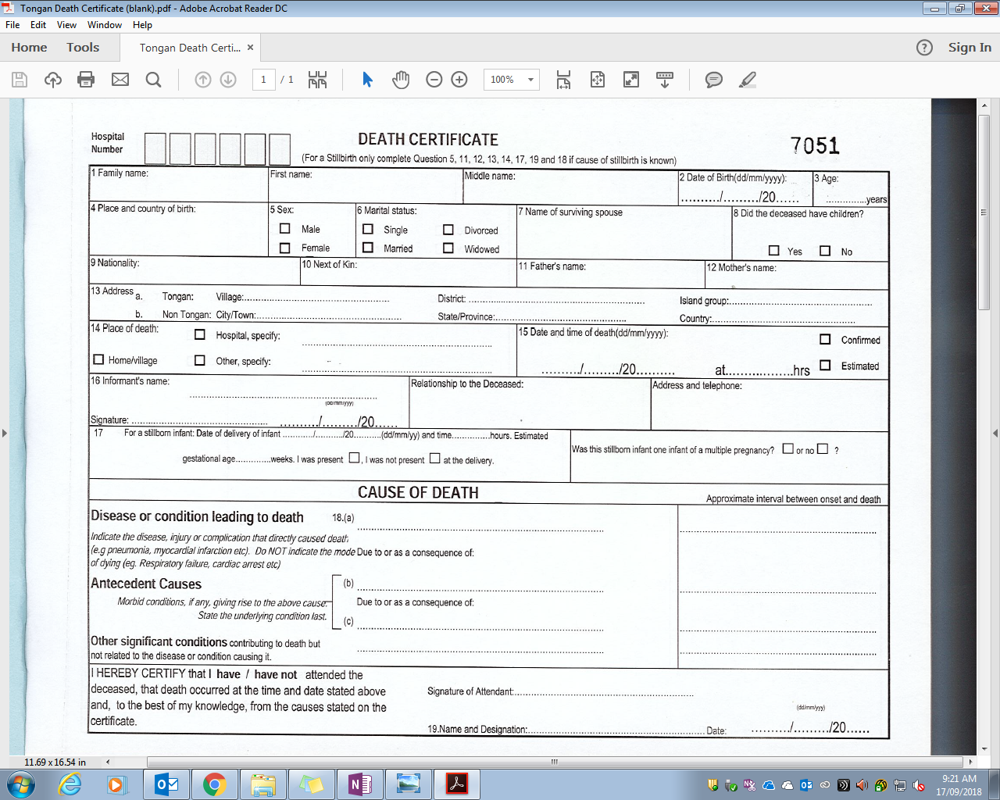 Tongan Death Certificate (blank).pdf - Adobe Acrobat Reader DC
File Edit View Window Help
Home Tools Tongan Death Certi... × ? Sign In
1 / 1 100%
Hospital Number
DEATH CERTIFICATE
7051
(For a Stillbirth only complete Question 5, 11, 12, 13, 14, 17, 19 and 18 if cause of stillbirth is known)
1 Family name: First name: Middle name: 2 Date of Birth(dd/mm/yyyy): 3 Age:
........./........./20...... ..............years
4 Place and country of birth: 5 Sex: 6 Marital status: 7 Name of surviving spouse 8 Did the deceased have children?
Male Single Divorced
Female Married Widowed Yes No
9 Nationality: 10 Next of Kin: 11 Father's name: 12 Mother's name:
13 Address a. Tongan: Village:.............. District: .............. Island group:..............
b. Non Tongan: City/Town:.............. State/Province:.............. Country:..............
14 Place of death: Hospital, specify: .............. 15 Date and time of death(dd/mm/yyyy): Confirmed
Home/village Other, specify: .............. ........./........./20......... at..................hrs Estimated
16 Informant's name: .............. Relationship to the Deceased: Address and telephone:
(dd/mm/yyy)
Signature: .............. ........./........./20......
17 For a stillborn infant: Date of delivery of infant ............/............/20...........(dd/mm/yy) and time...............hours. Estimated
gestational age..............weeks. I was present , I was not present at the delivery.
Was this stillborn infant one infant of a multiple pregnancy? or no ?
CAUSE OF DEATH
Approximate interval between onset and death
Disease or condition leading to death 18.(a) ..............
Indicate the disease, injury or complication that directly caused death
(e.g pneumonia, myocardial infarction etc). Do NOT indicate the mode Due to or as a consequence of:
of dying (eg. Respiratory failure, cardiac arrest etc)
Antecedent Causes (b) ..............
Morbid conditions, if any, giving rise to the above cause. Due to or as a consequence of:
State the underlying condition last. (c) ..............
Other significant conditions contributing to death but
not related to the disease or condition causing it. ..............
I HEREBY CERTIFY that I have / have not attended the
deceased, that death occurred at the time and date stated above
and, to the best of my knowledge, from the causes stated on the
certificate.
Signature of Attendant:..............
(dd/mm/yyy)
19.Name and Designation:.............. Date: ........./........./20......
11.69 x 16.54 in
9:21 AM
17/09/2018